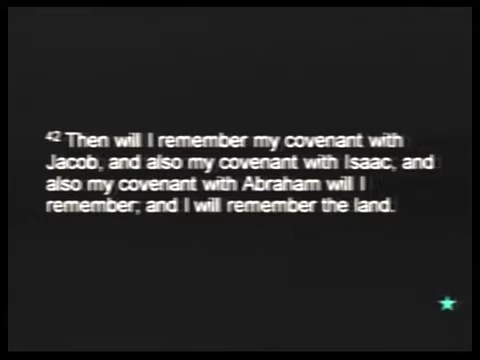 42 Then will I remember my covenant with
Jacob, and also my covenant with Isaac, and
also my covenant with Abraham will I
remember; and I will remember the land.